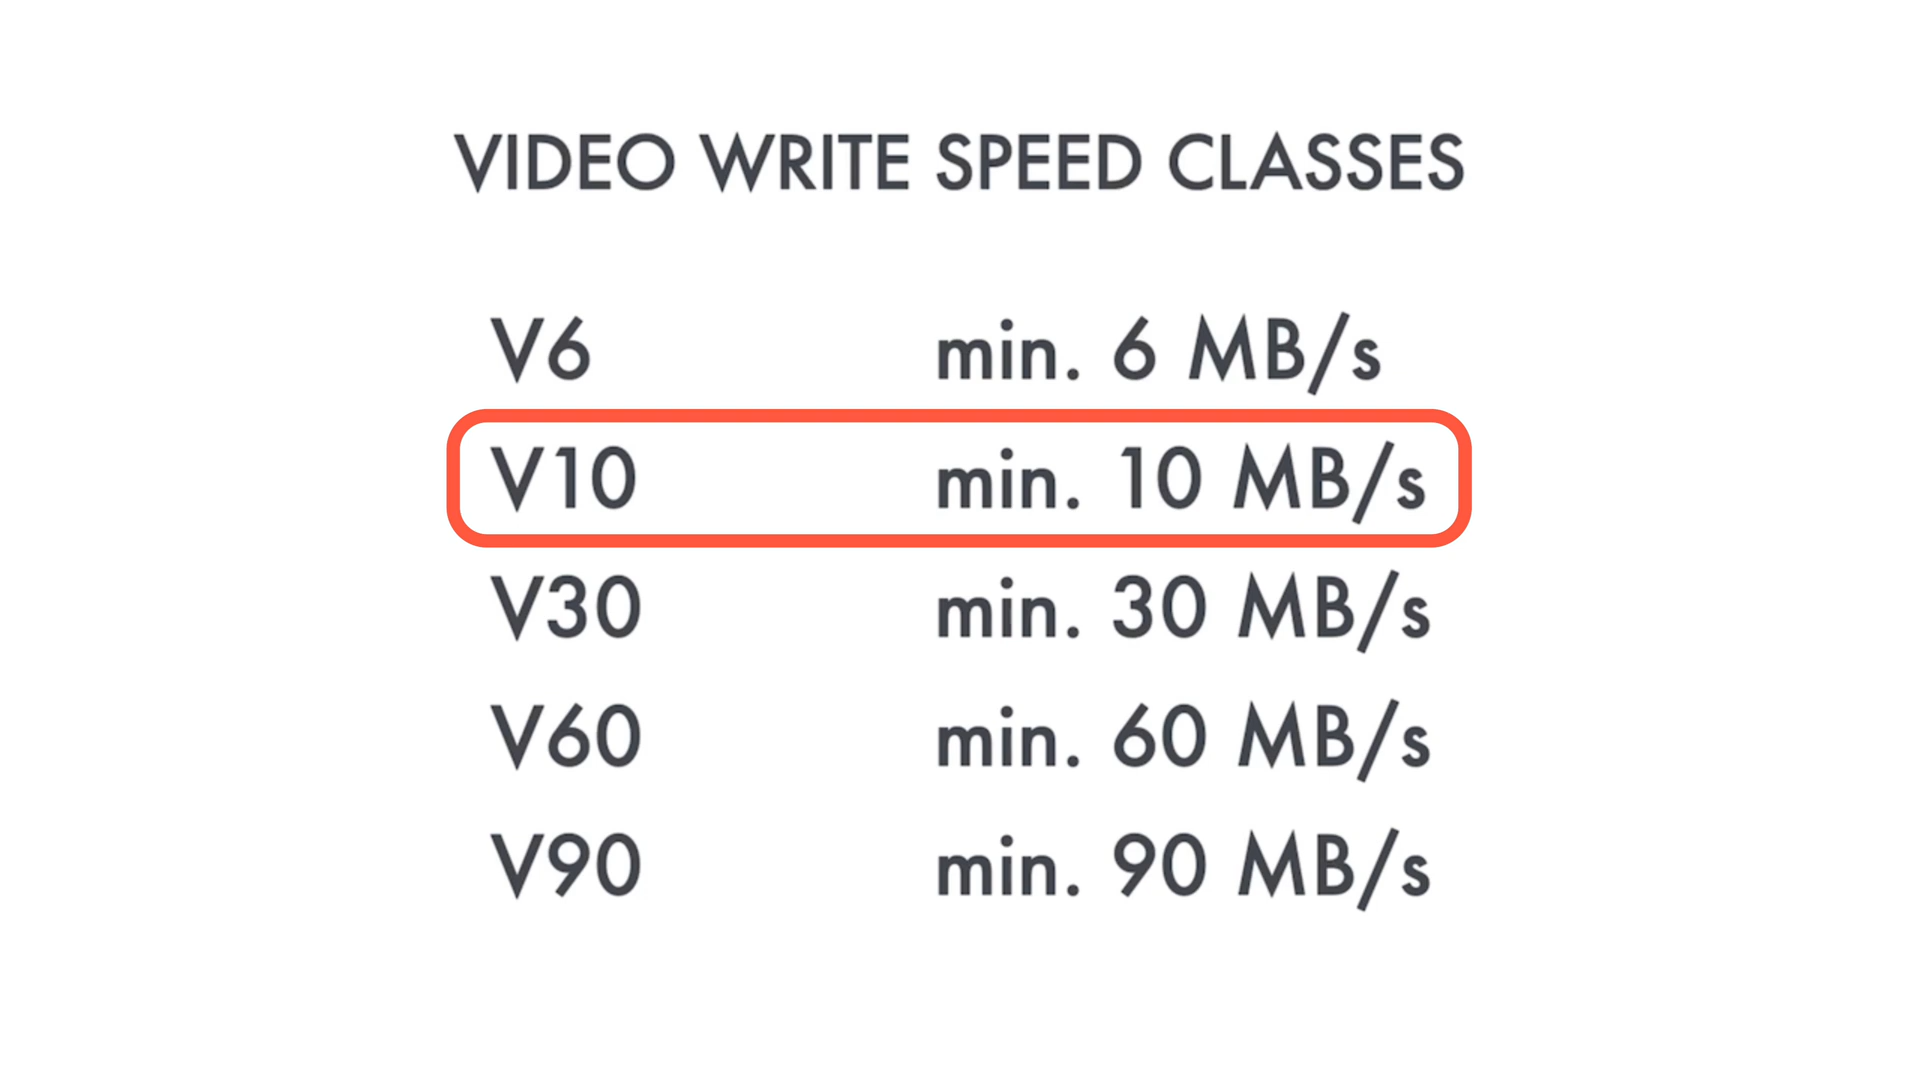 VIDEO WRITE SPEED CLASSES
V6 min. 6 MB/s
V10 min. 10 MB/s
V30 min. 30 MB/s
V60 min. 60 MB/s
V90 min. 90 MB/s